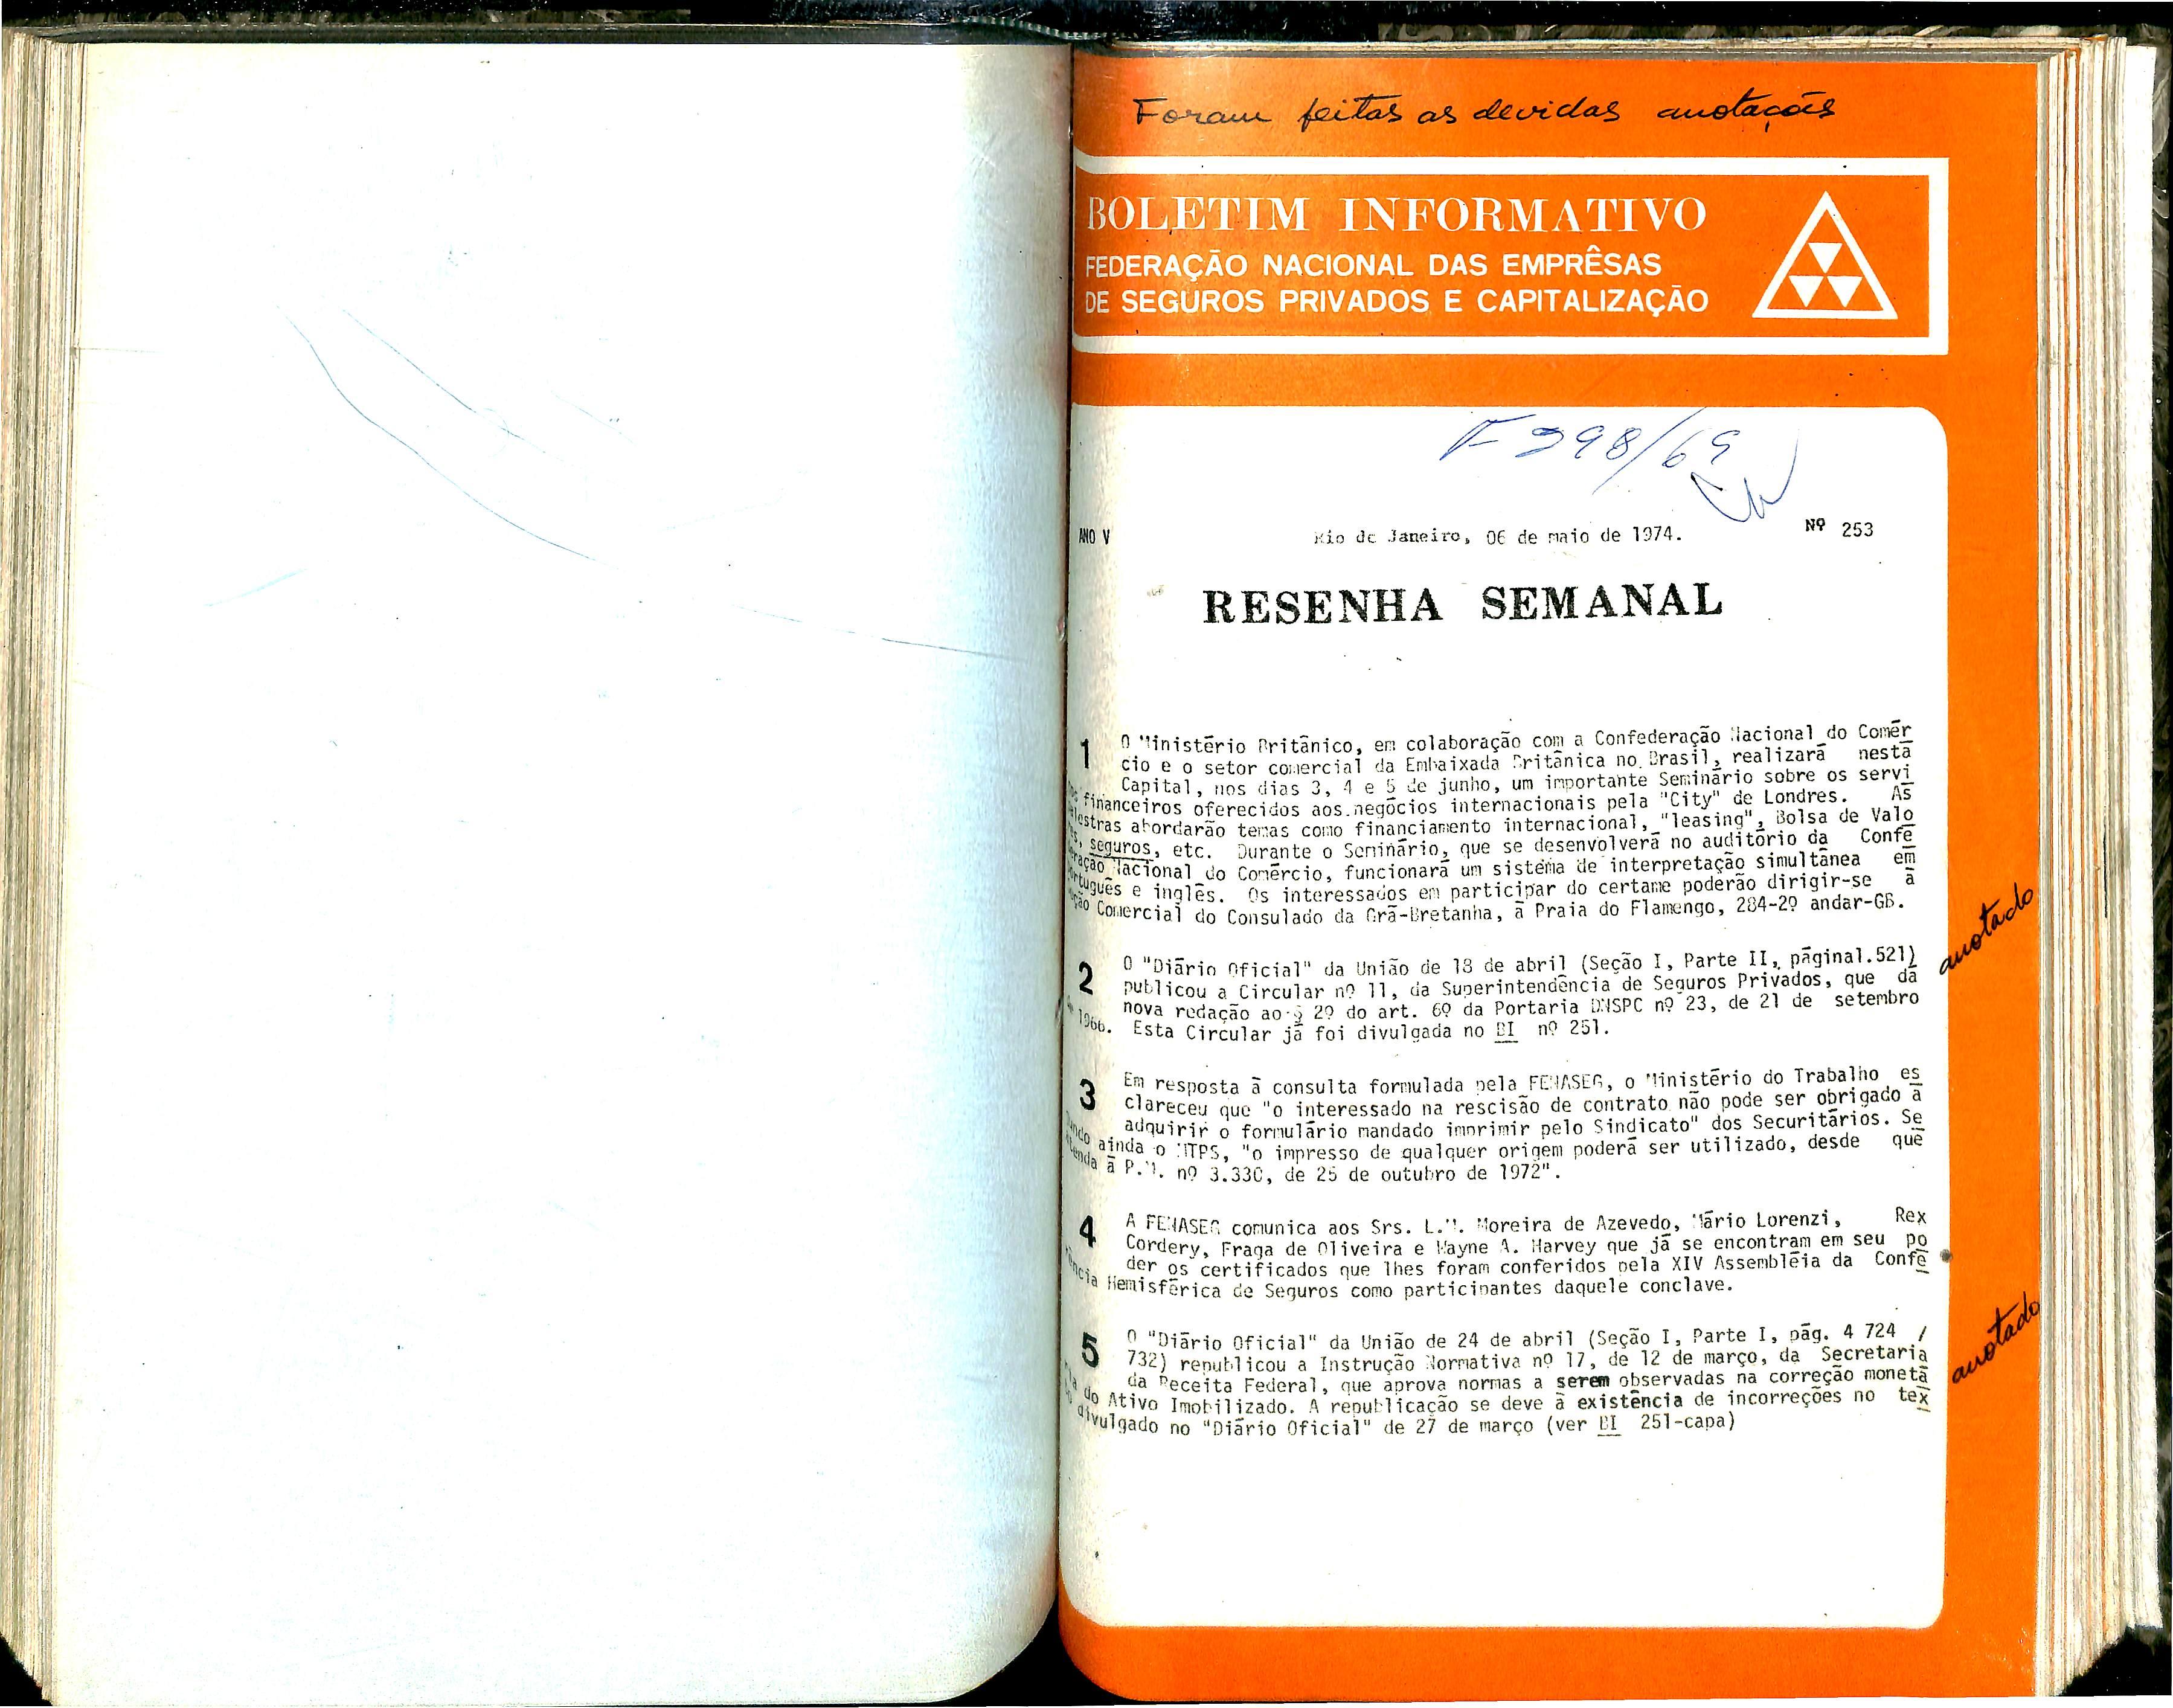 Foram feitas as devidas anotações
BOLETIM INFORMATIVO
FEDERAÇÃO NACIONAL DAS EMPRÊSAS
DE SEGUROS PRIVADOS E CAPITALIZAÇÃO
F 398/69
ANO V Rio de Janeiro, 06 de maio de 1974. Nº 253
RESENHA SEMANAL
1 O Ministério Britânico, em colaboração com a Confederação Nacional do Comér
cio e o setor comercial da Embaixada Britânica no Brasil, realizará nesta
Capital, nos dias 3, 4 e 5 de junho, um importante Seminário sobre os servi
financeiros oferecidos aos negócios internacionais pela "City" de Londres. As
lestras abordarão temas como financiamento internacional, "leasing", Bolsa de Valo
seguros, etc. Durante o Seminário, que se desenvolverá no auditório da Confe
ração Nacional do Comércio, funcionará um sistema de interpretação simultânea em
rtuguês e inglês. Os interessados em participar do certame poderão dirigir-se à
ção Comercial do Consulado da Grã-Bretanha, à Praia do Flamengo, 284-2º andar-GB.
anotado
2 O "Diário Oficial" da União de 18 de abril (Seção I, Parte II, página1.521)
publicou a Circular nº 11, da Superintendência de Seguros Privados, que dá
nova redação ao § 2º do art. 6º da Portaria DNSPC nº 23, de 21 de setembro
1966. Esta Circular já foi divulgada no BI nº 251.
3 Em resposta à consulta formulada pela FENASEG, o Ministério do Trabalho es
clareceu que "o interessado na rescisão de contrato não pode ser obrigado a
adquirir o formulário mandado imprimir pelo Sindicato" dos Securitários. Se
ndo ainda o MTPS, "o impresso de qualquer origem poderá ser utilizado, desde que
tenda à P.M. nº 3.330, de 25 de outubro de 1972".
4 A FENASEG comunica aos Srs. L.M. Moreira de Azevedo, Mário Lorenzi, Rex
Cordery, Fraga de Oliveira e Wayne A. Harvey que já se encontram em seu po
der os certificados que lhes foram conferidos pela XIV Assembléia da Confe
rência Hemisférica de Seguros como participantes daquele conclave.
anotado
5 O "Diário Oficial" da União de 24 de abril (Seção I, Parte I, pág. 4 724 /
732) republicou a Instrução Normativa nº 17, de 12 de março, da Secretaria
da Receita Federal, que aprova normas a serem observadas na correção monetá
do Ativo Imobilizado. A republicação se deve à existência de incorreções no tex
divulgado no "Diário Oficial" de 27 de março (ver BI 251-capa)